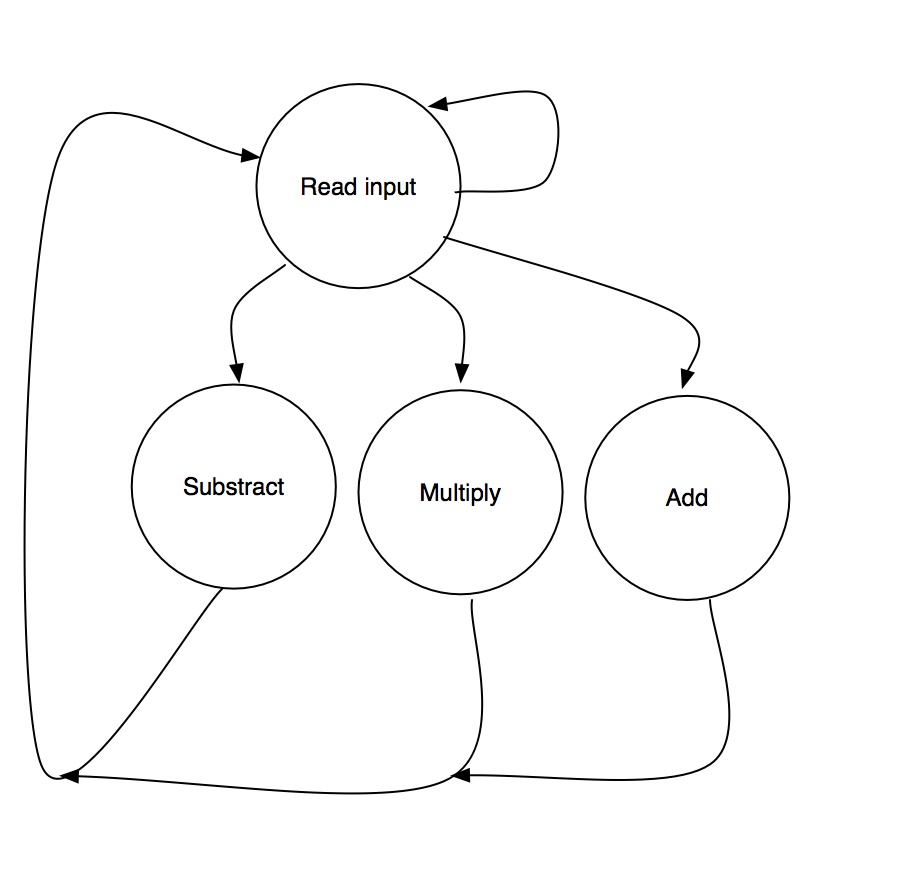 Read input
Substract
Multiply
Add